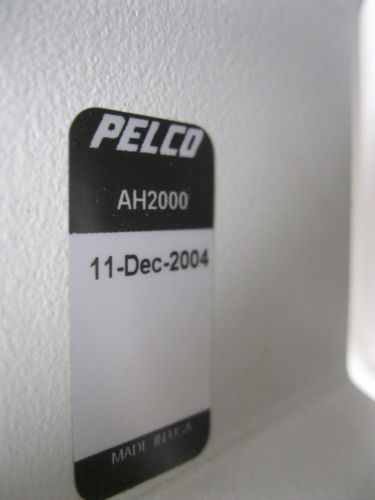 PELCO
AH2000
11-Dec-2004
MADE IN USA